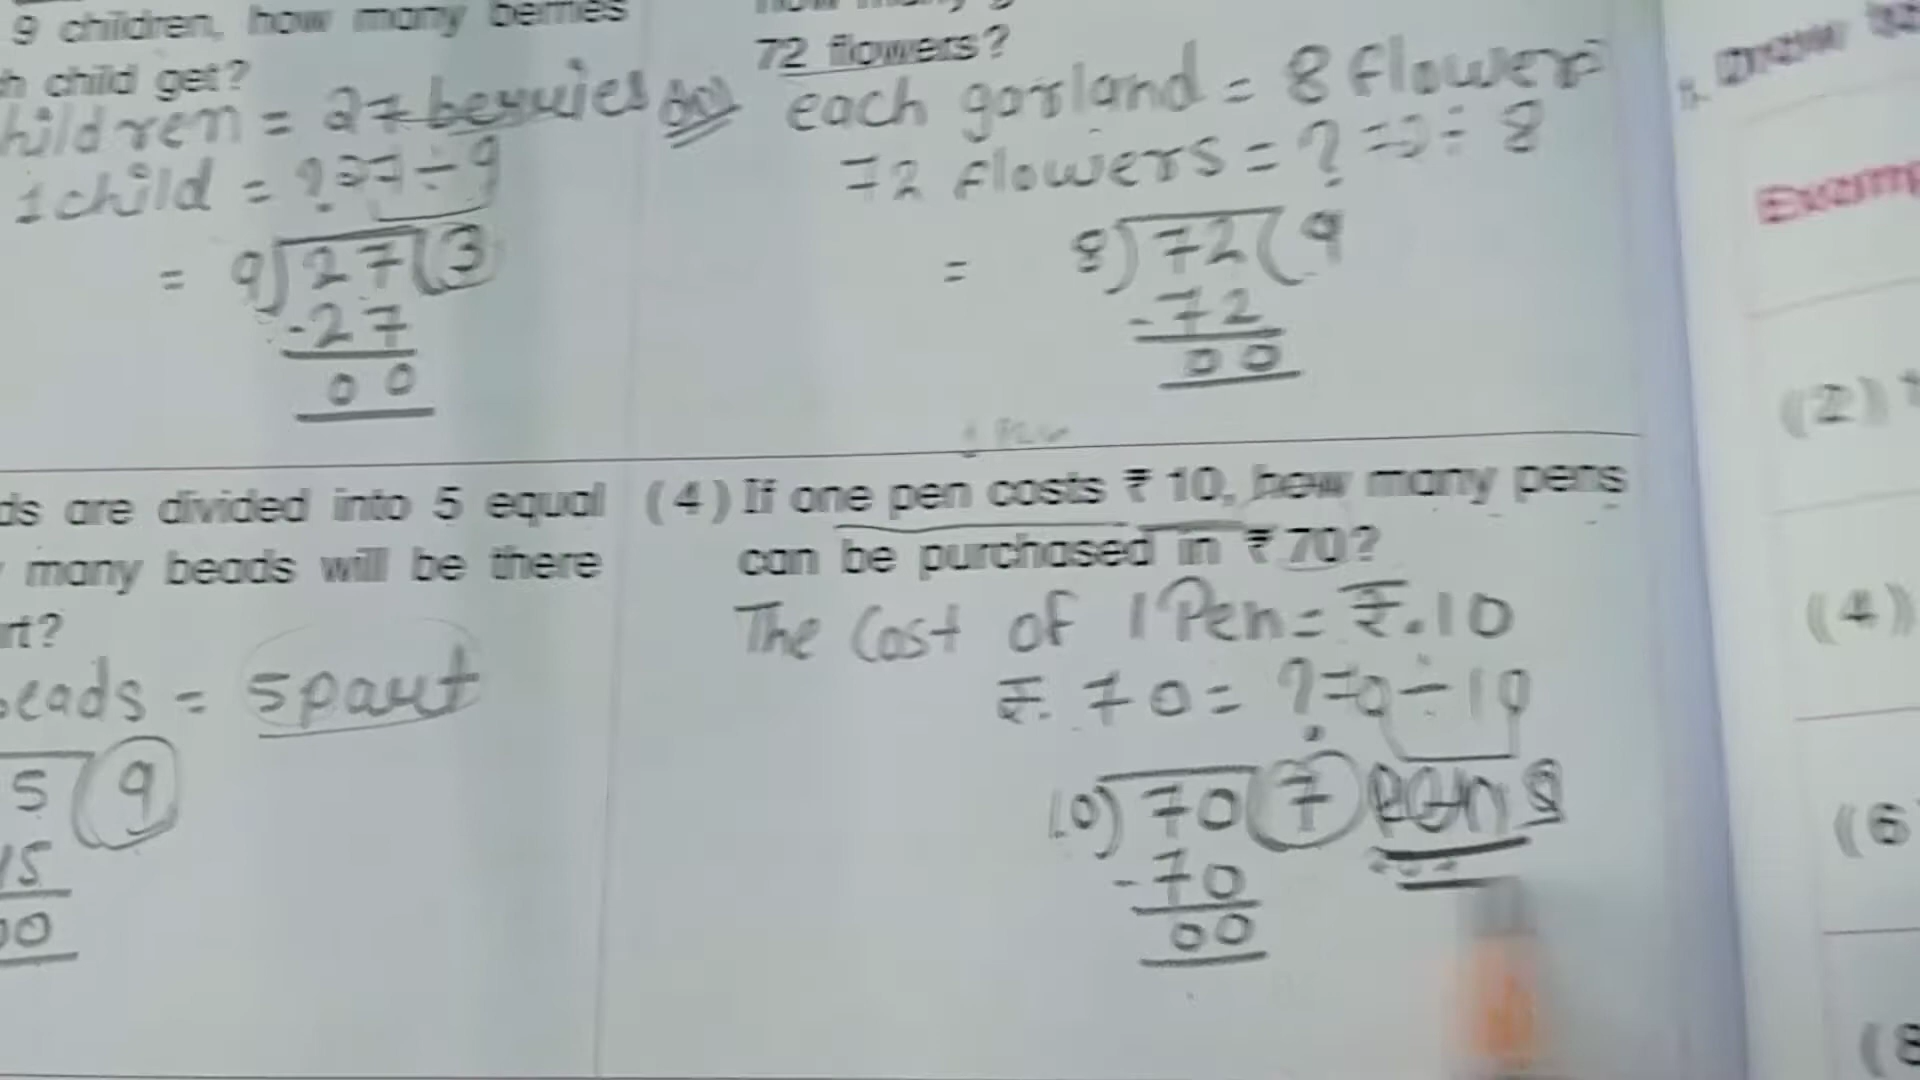 9 children, how many berries
h child get?
hildren = 27 berries
1 child = ? 27 ÷ 9
= 9)27(3
-27
00
72 flowers?
each garland = 8 flowers
72 flowers = ? ÷ 8
= 8)72(9
-72
00
ds are divided into 5 equal
many beads will be there
rt?
beads = 5 part
5(9
15
00
(4) If one pen costs ₹ 10, how many pens
can be purchased in ₹ 70?
The Cost of 1 Pen = ₹.10
₹. 70 = ? 70 ÷ 10
10)70(7 pens
-70
00
(2)
(4)
(6
(8